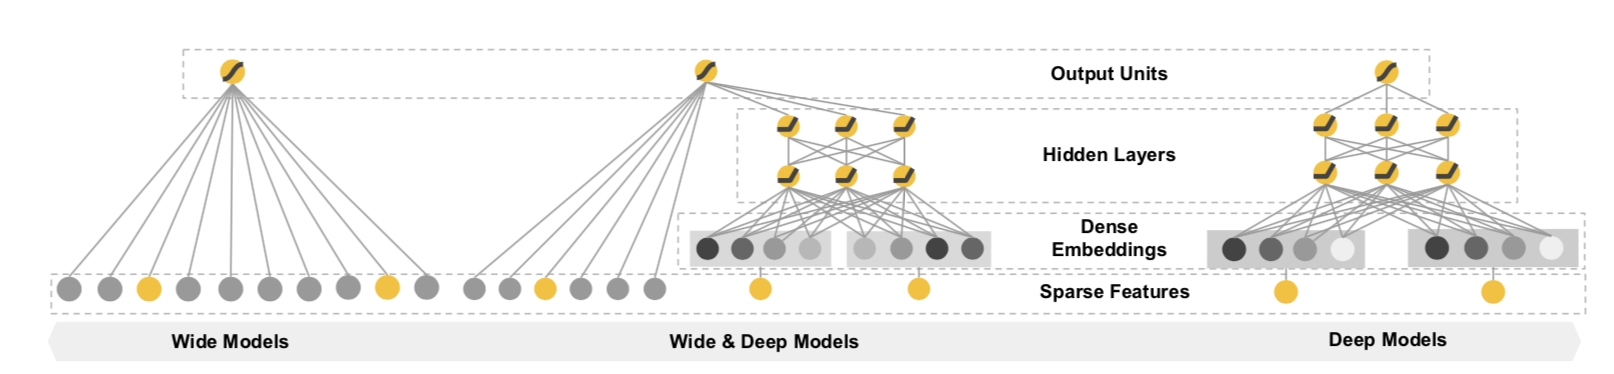 Output Units
Hidden Layers
Dense
Embeddings
Sparse Features
Wide Models
Wide & Deep Models
Deep Models